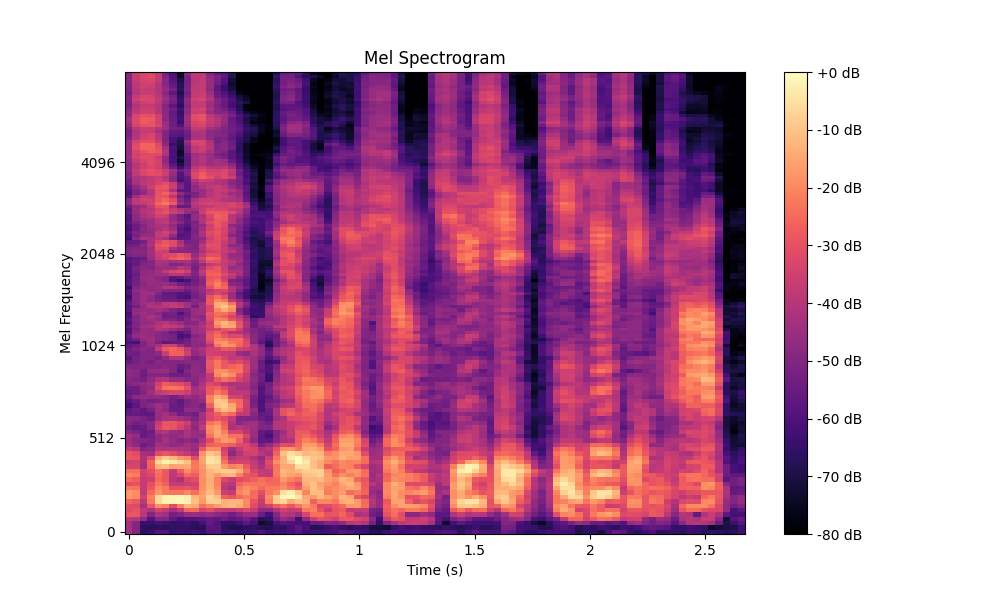 Mel Spectrogram
+0 dB
-10 dB
-20 dB
-30 dB
-40 dB
-50 dB
-60 dB
-70 dB
-80 dB
Mel Frequency
4096
2048
1024
512
0
0
0.5
1
1.5
2
2.5
Time (s)